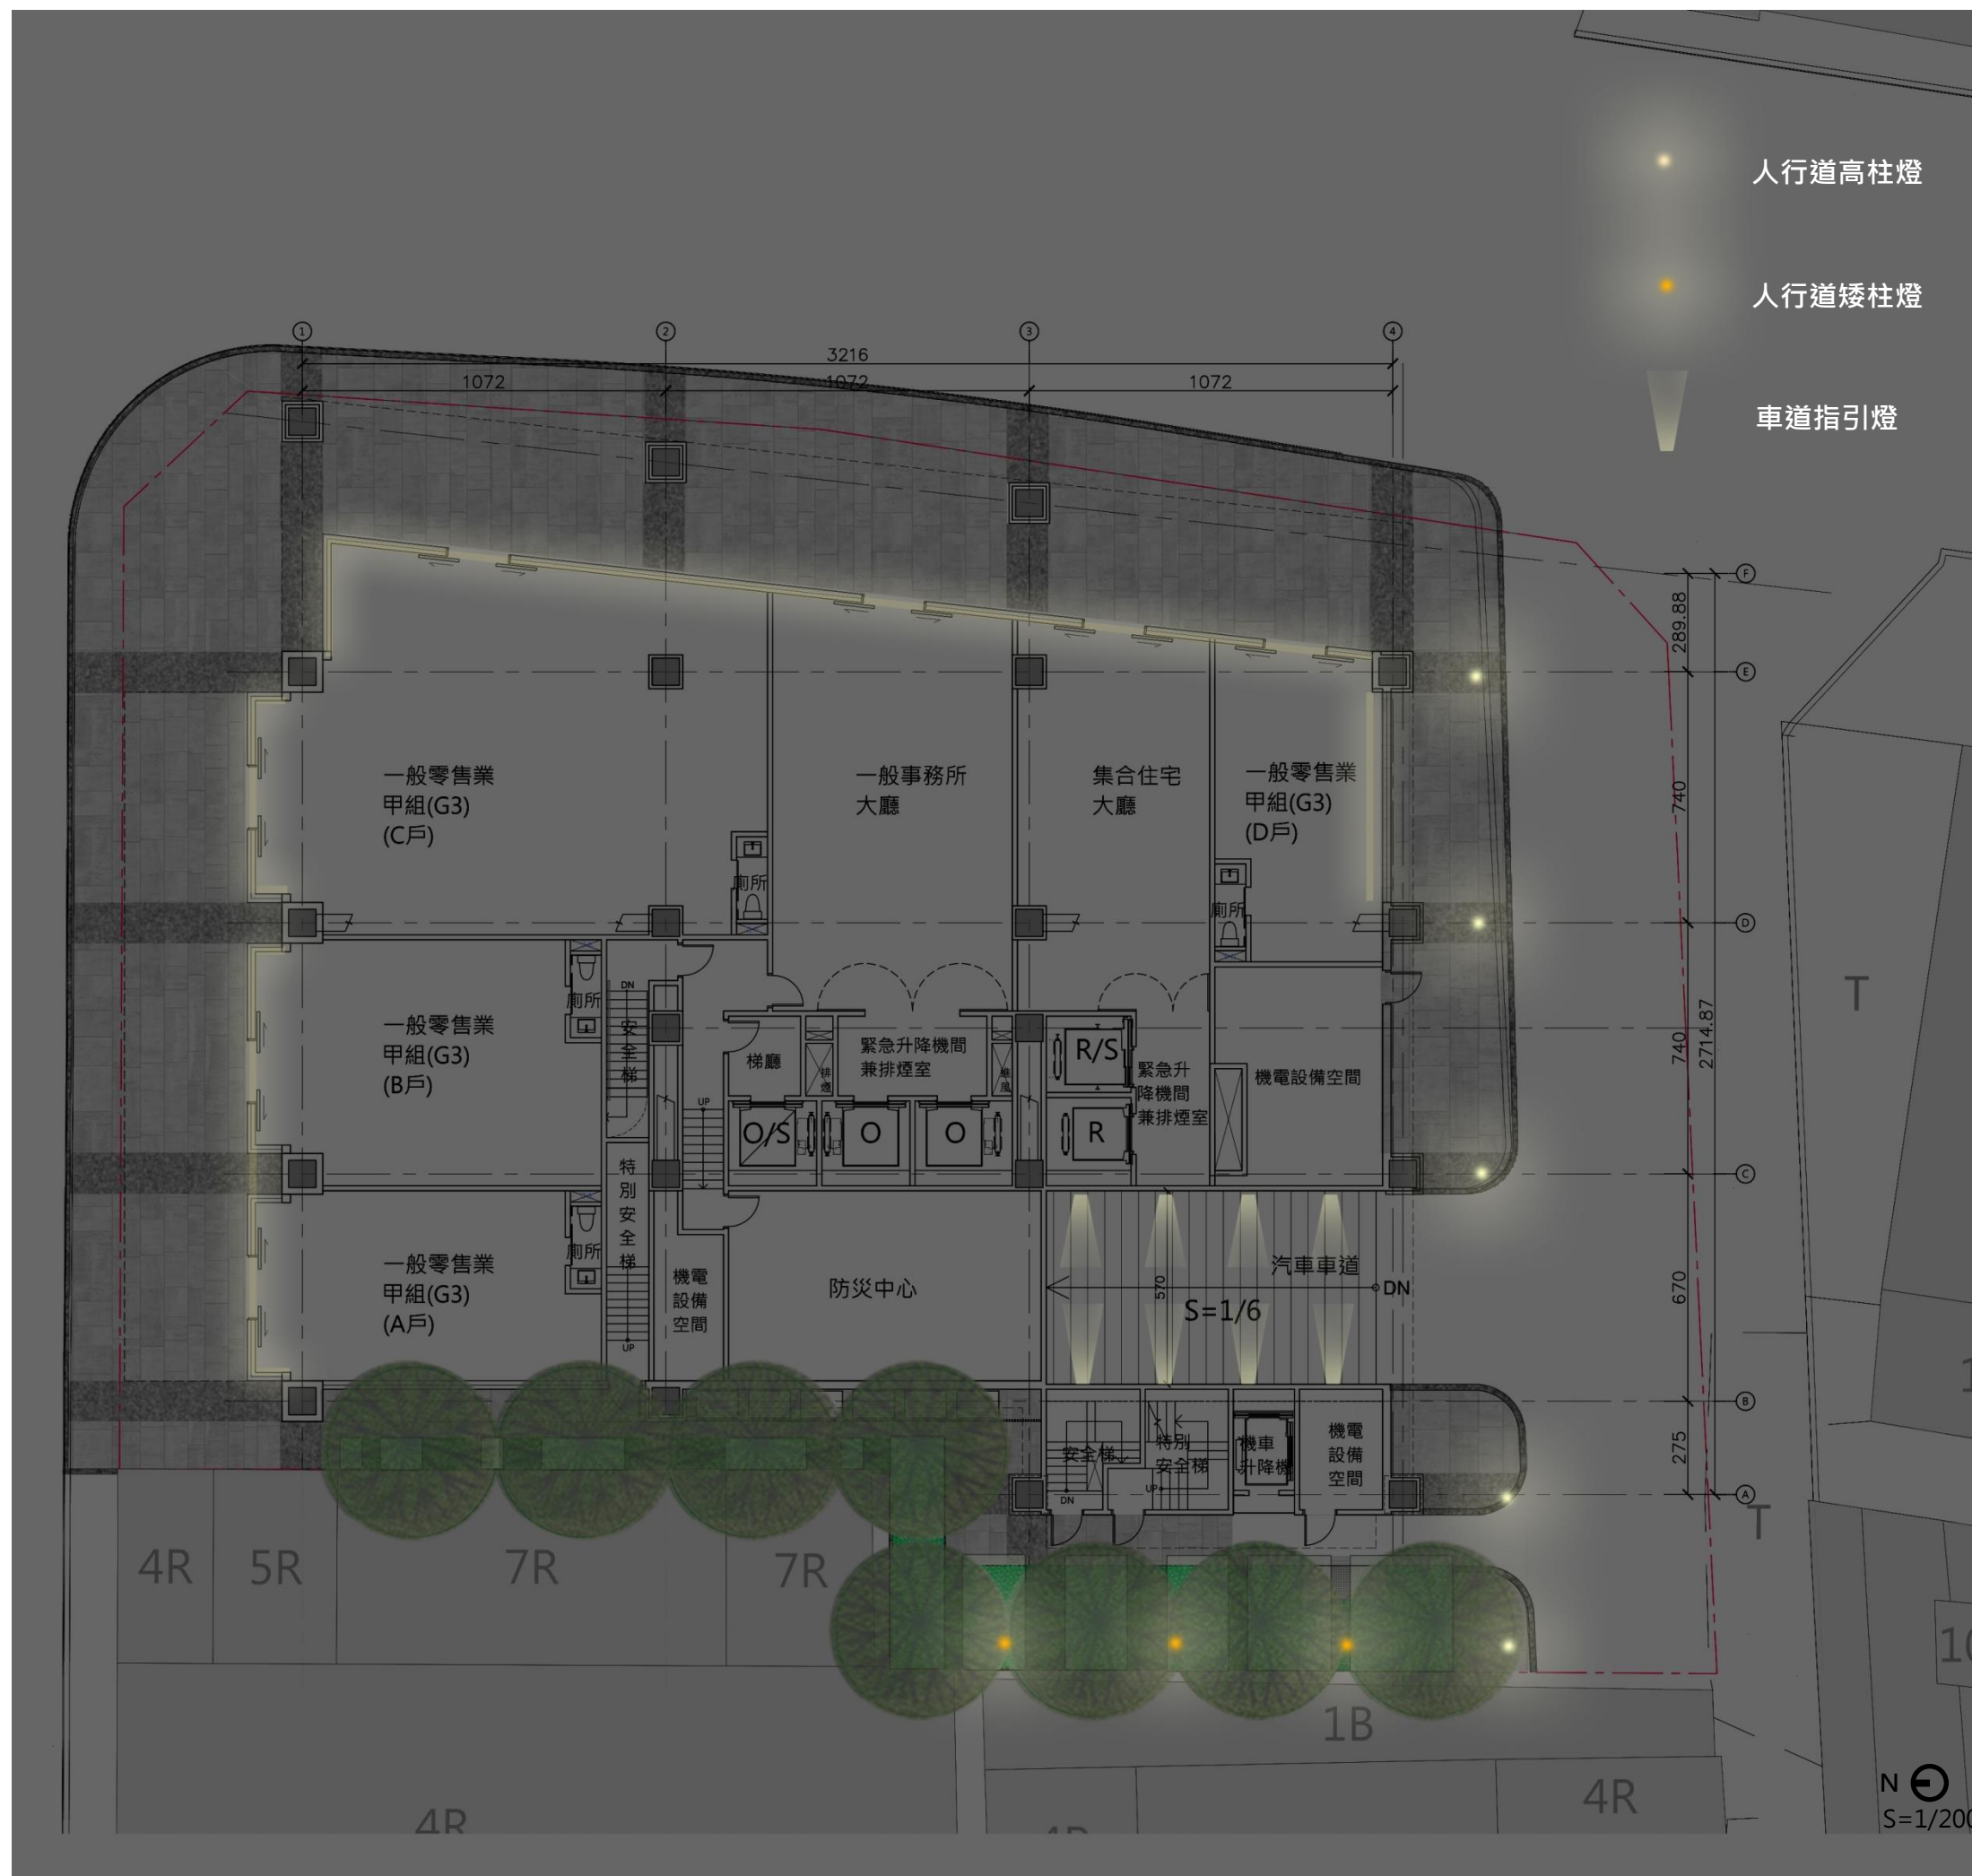 人行道高柱燈
人行道矮柱燈
車道指引燈
1
2
3
4
3216
1072
1072
1072
F
289.88
E
740
D
740
2714.87
C
670
B
275
A
一般零售業
甲組(G3)
(C戶)
一般事務所
大廳
集合住宅
大廳
一般零售業
甲組(G3)
(D戶)
廁所
廁所
一般零售業
甲組(G3)
(B戶)
廁所
DN
安全梯
梯廳
排煙
緊急升降機間
兼排煙室
進風
R/S
緊急升
降機間
兼排煙室
機電設備空間
UP
O/S
O
O
R
特別安全梯
UP
一般零售業
甲組(G3)
(A戶)
廁所
機電
設備
空間
防災中心
汽車車道
570
S=1/6
DN
安全梯
DN
特別
安全梯
UP
機車
升降機
機電
設備
空間
T
T
4R
5R
7R
7R
1B
4R
4R
N
S=1/200